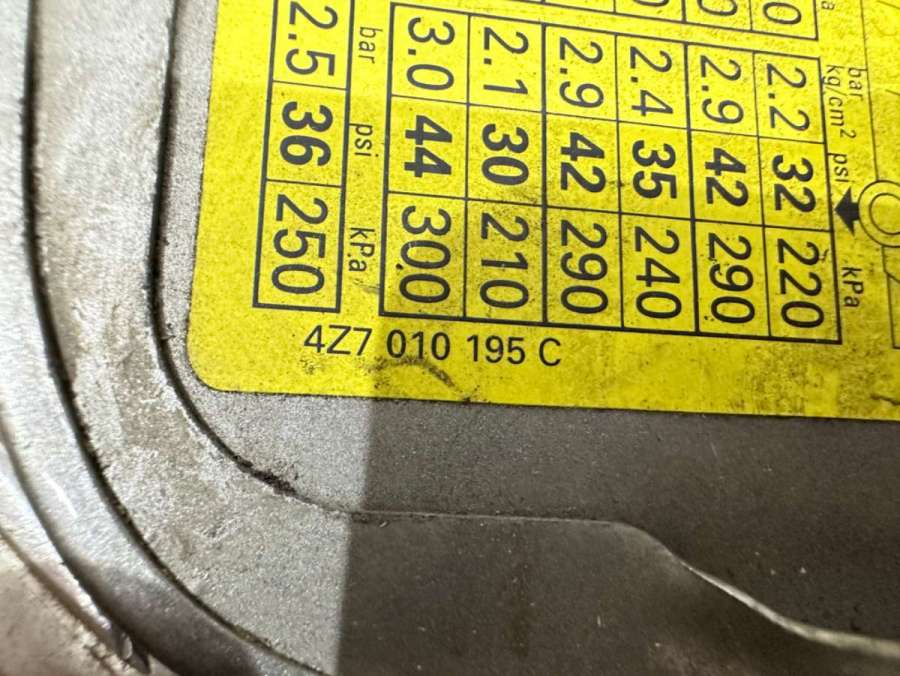 bar
kg/cm² psi kPa
2.2 32 220
2.9 42 290
2.4 35 240
2.9 42 290
2.1 30 210
3.0 44 300
bar psi kPa
2.5 36 250
4Z7 010 195 C